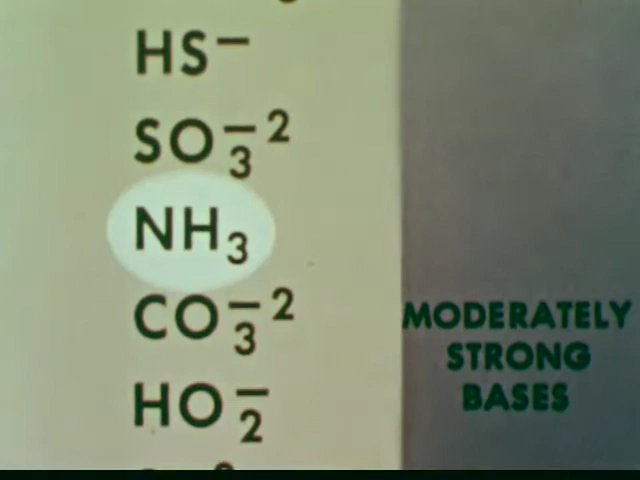 HS⁻
SO₃⁻²
NH₃
CO₃⁻²
HO₂⁻
MODERATELY
STRONG
BASES